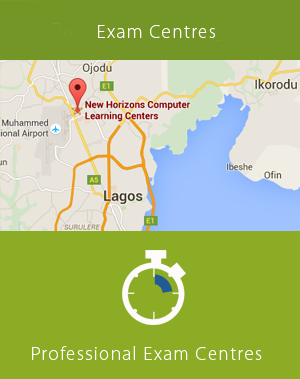 Exam Centres
Ojodu
E1
Ikorodu
New Horizons Computer
Learning Centers
Muhammed
onal Airport
Ibeshe
Ofin
A5
Lagos
SURULERE
E1
Professional Exam Centres